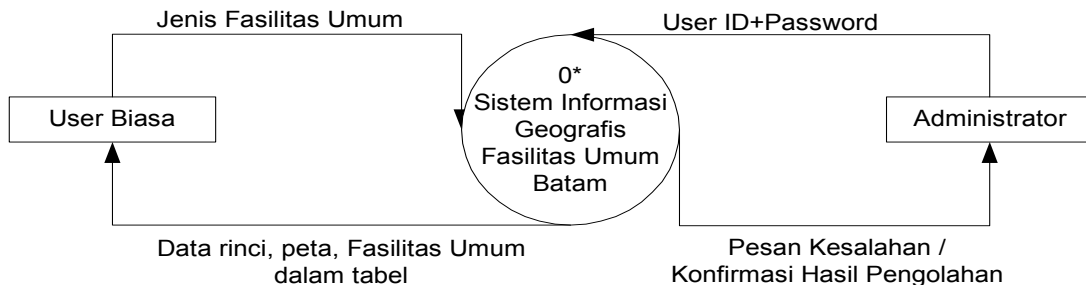 Jenis Fasilitas Umum
User ID+Password
User Biasa
0*
Sistem Informasi
Geografis
Fasilitas Umum
Batam
Administrator
Data rinci, peta, Fasilitas Umum
dalam tabel
Pesan Kesalahan /
Konfirmasi Hasil Pengolahan